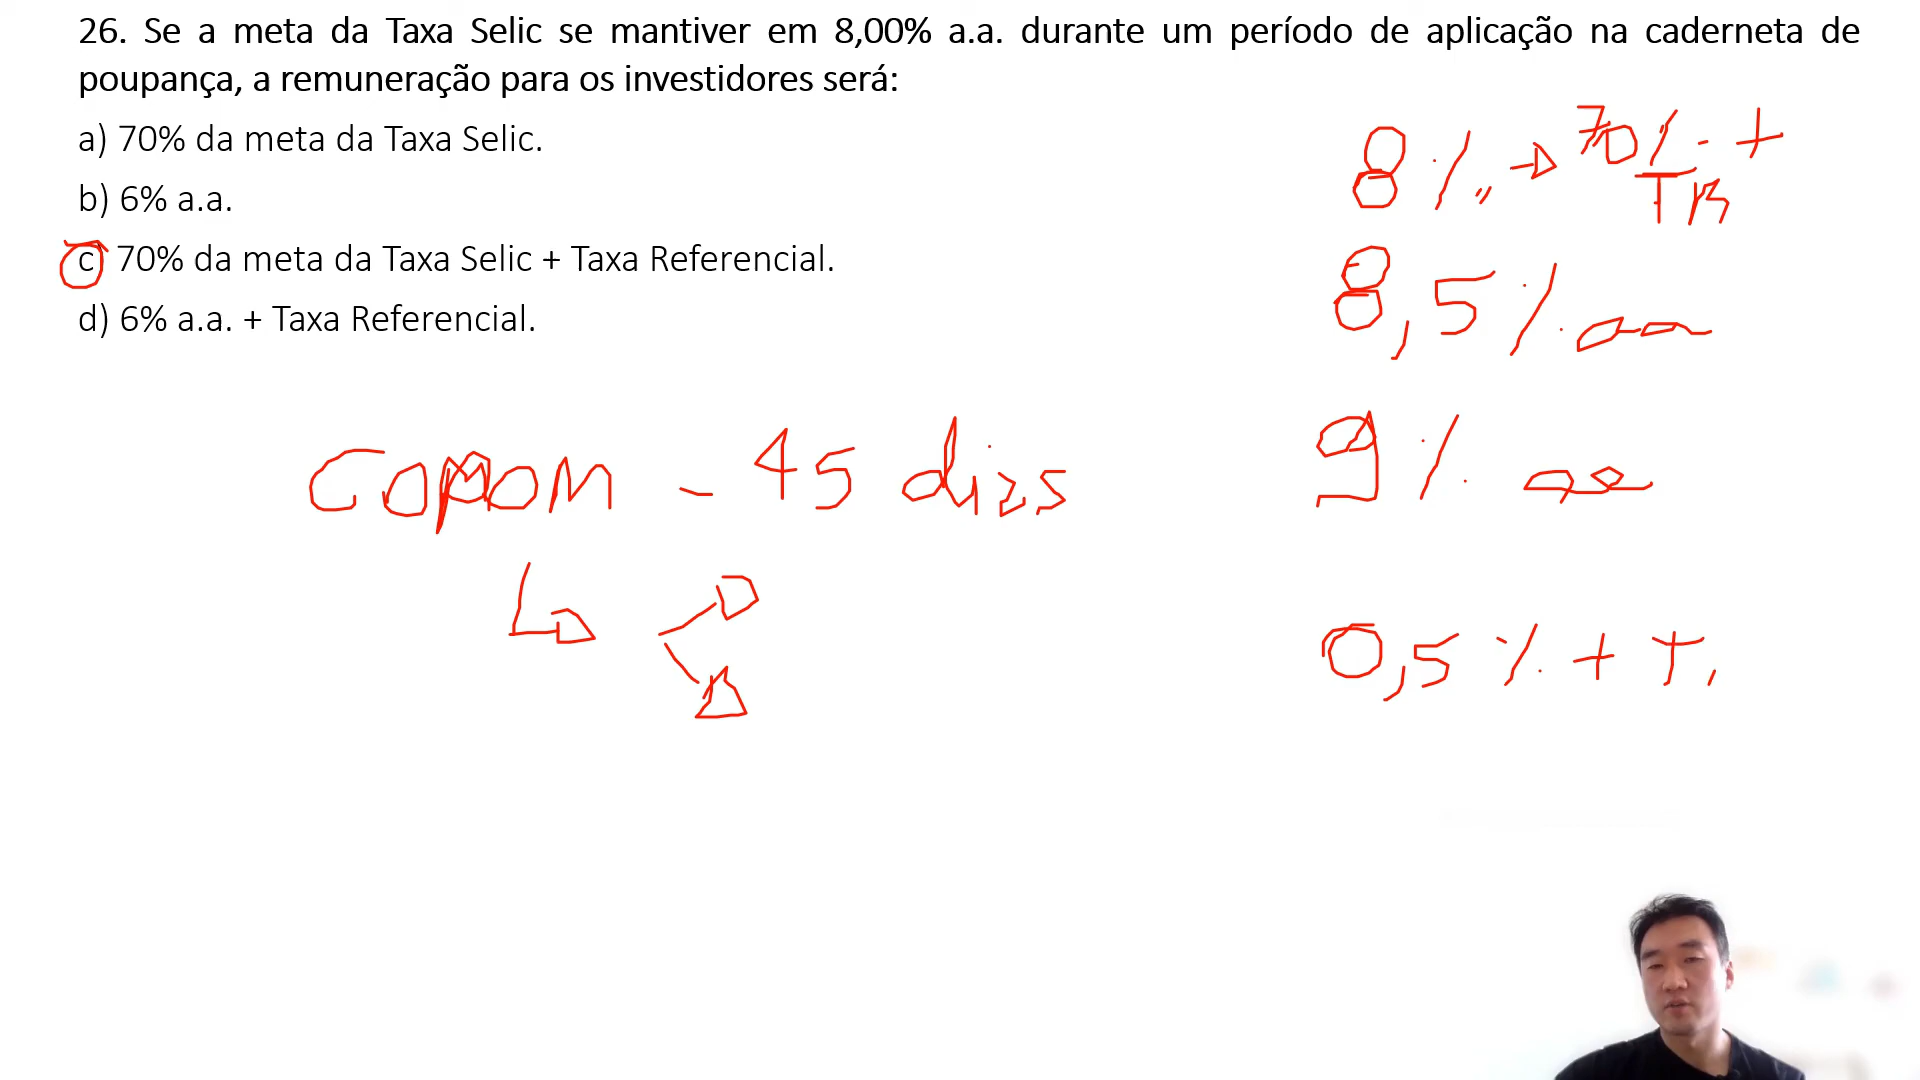 26. Se a meta da Taxa Selic se mantiver em 8,00% a.a. durante um período de aplicação na caderneta de
poupança, a remuneração para os investidores será:
a) 70% da meta da Taxa Selic.
b) 6% a.a.
c) 70% da meta da Taxa Selic + Taxa Referencial.
d) 6% a.a. + Taxa Referencial.
8% → 70% +
TR
8,5% aa
9% aa
Copom - 45 dias
0,5% + T